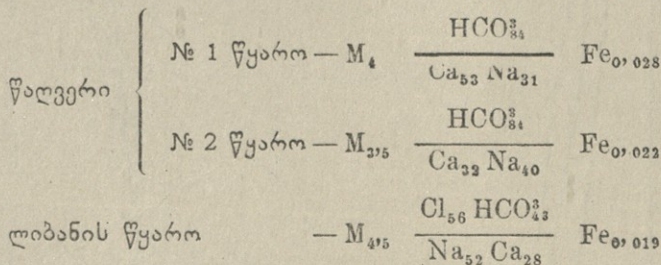 HCO³₈₄
№ 1 წყარო — M₄ Fe₀,₀₂₈
Ca₅₃ Na₃₁
წაღვერი
HCO³₈₄
№ 2 წყარო — M₃,₅ Fe₀,₀₂₂
Ca₃₂ Na₄₀
Cl₅₆ HCO³₄₃
ლიბანის წყარო — M₄,₅ Fe₀,₀₁₉
Na₅₂ Ca₂₈